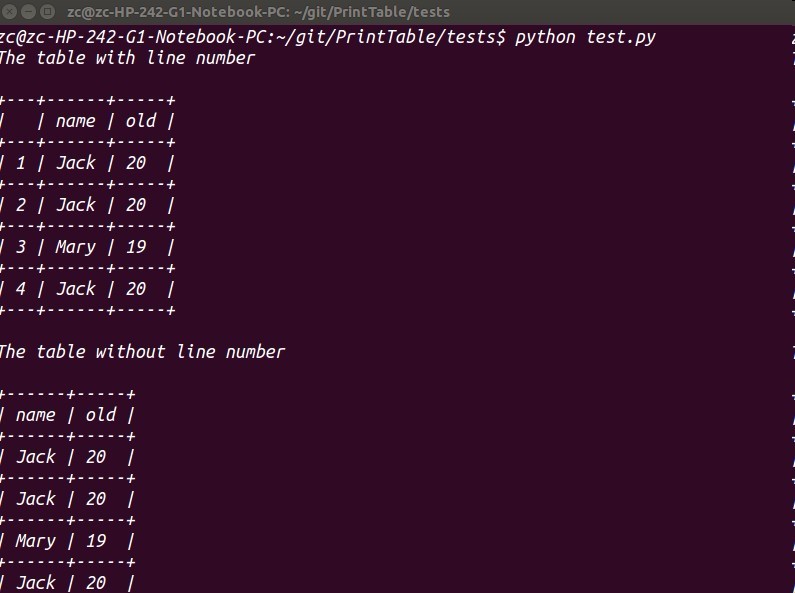 zc@zc-HP-242-G1-Notebook-PC: ~/git/PrintTable/tests
zc@zc-HP-242-G1-Notebook-PC:~/git/PrintTable/tests$ python test.py
The table with line number

+---+------+-----+
|   | name | old |
+---+------+-----+
| 1 | Jack | 20  |
+---+------+-----+
| 2 | Jack | 20  |
+---+------+-----+
| 3 | Mary | 19  |
+---+------+-----+
| 4 | Jack | 20  |
+---+------+-----+

The table without line number

+------+-----+
| name | old |
+------+-----+
| Jack | 20  |
+------+-----+
| Jack | 20  |
+------+-----+
| Mary | 19  |
+------+-----+
| Jack | 20  |